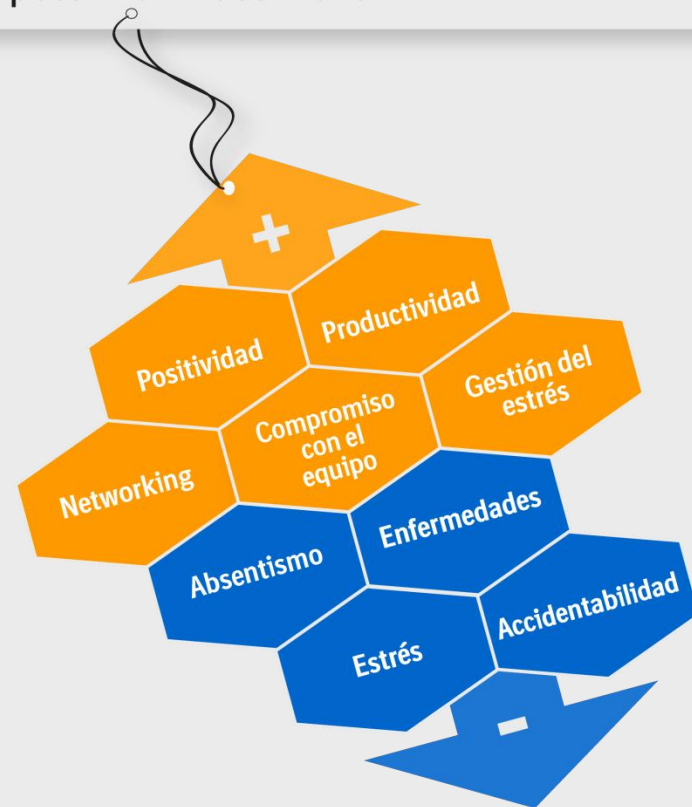 +
Productividad
Positividad
Gestión del
estrés
Compromiso
con el
equipo
Networking
Enfermedades
Absentismo
Accidentabilidad
Estrés
-